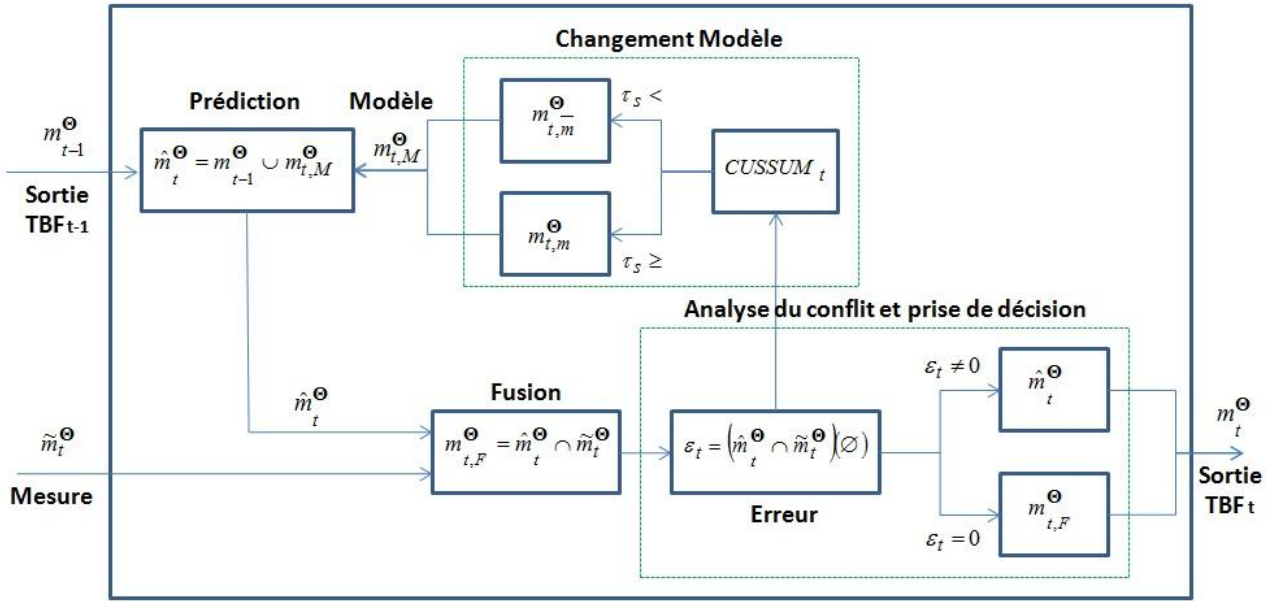 Changement Modèle
Prédiction
Modèle
m^Θ_{t-1}
m̂^Θ_t = m^Θ_{t-1} ∪ m^Θ_{t,M}
m^Θ_{t,M}
m^Θ_{t,m̅}
τ_S <
CUSSUM_t
Sortie
TBF_{t-1}
m^Θ_{t,m}
τ_S ≥
Analyse du conflit et prise de décision
Fusion
ε_t ≠ 0
m̂^Θ_t
m̂^Θ_t
m̃^Θ_t
m^Θ_{t,F} = m̂^Θ_t ∩ m̃^Θ_t
ε_t = (m̂^Θ_t ∩ m̃^Θ_t)(∅)
m^Θ_t
Mesure
Erreur
ε_t = 0
m^Θ_{t,F}
Sortie
TBF_t